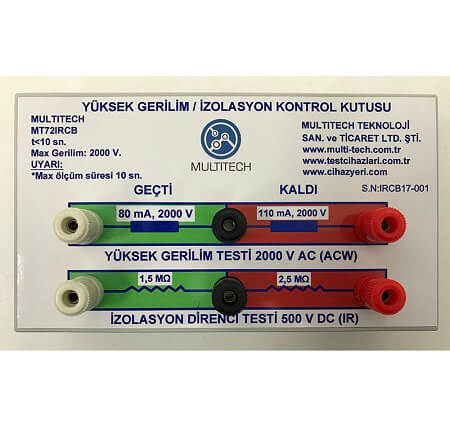 YÜKSEK GERİLİM / İZOLASYON KONTROL KUTUSU
MULTITECH
MT72IRCB
t<10 sn.
Max Gerilim: 2000 V.
UYARI:
*Max ölçüm süresi 10 sn.
MULTITECH
MULTITECH TEKNOLOJİ
SAN. ve TİCARET LTD. ŞTİ.
www.multi-tech.com.tr
www.testcihazlari.com.tr
www.cihazyeri.com
S.N:IRCB17-001
GEÇTİ
KALDI
80 mA, 2000 V
110 mA, 2000 V
YÜKSEK GERİLİM TESTİ 2000 V AC (ACW)
1,5 MΩ
2,5 MΩ
İZOLASYON DİRENCİ TESTİ 500 V DC (IR)